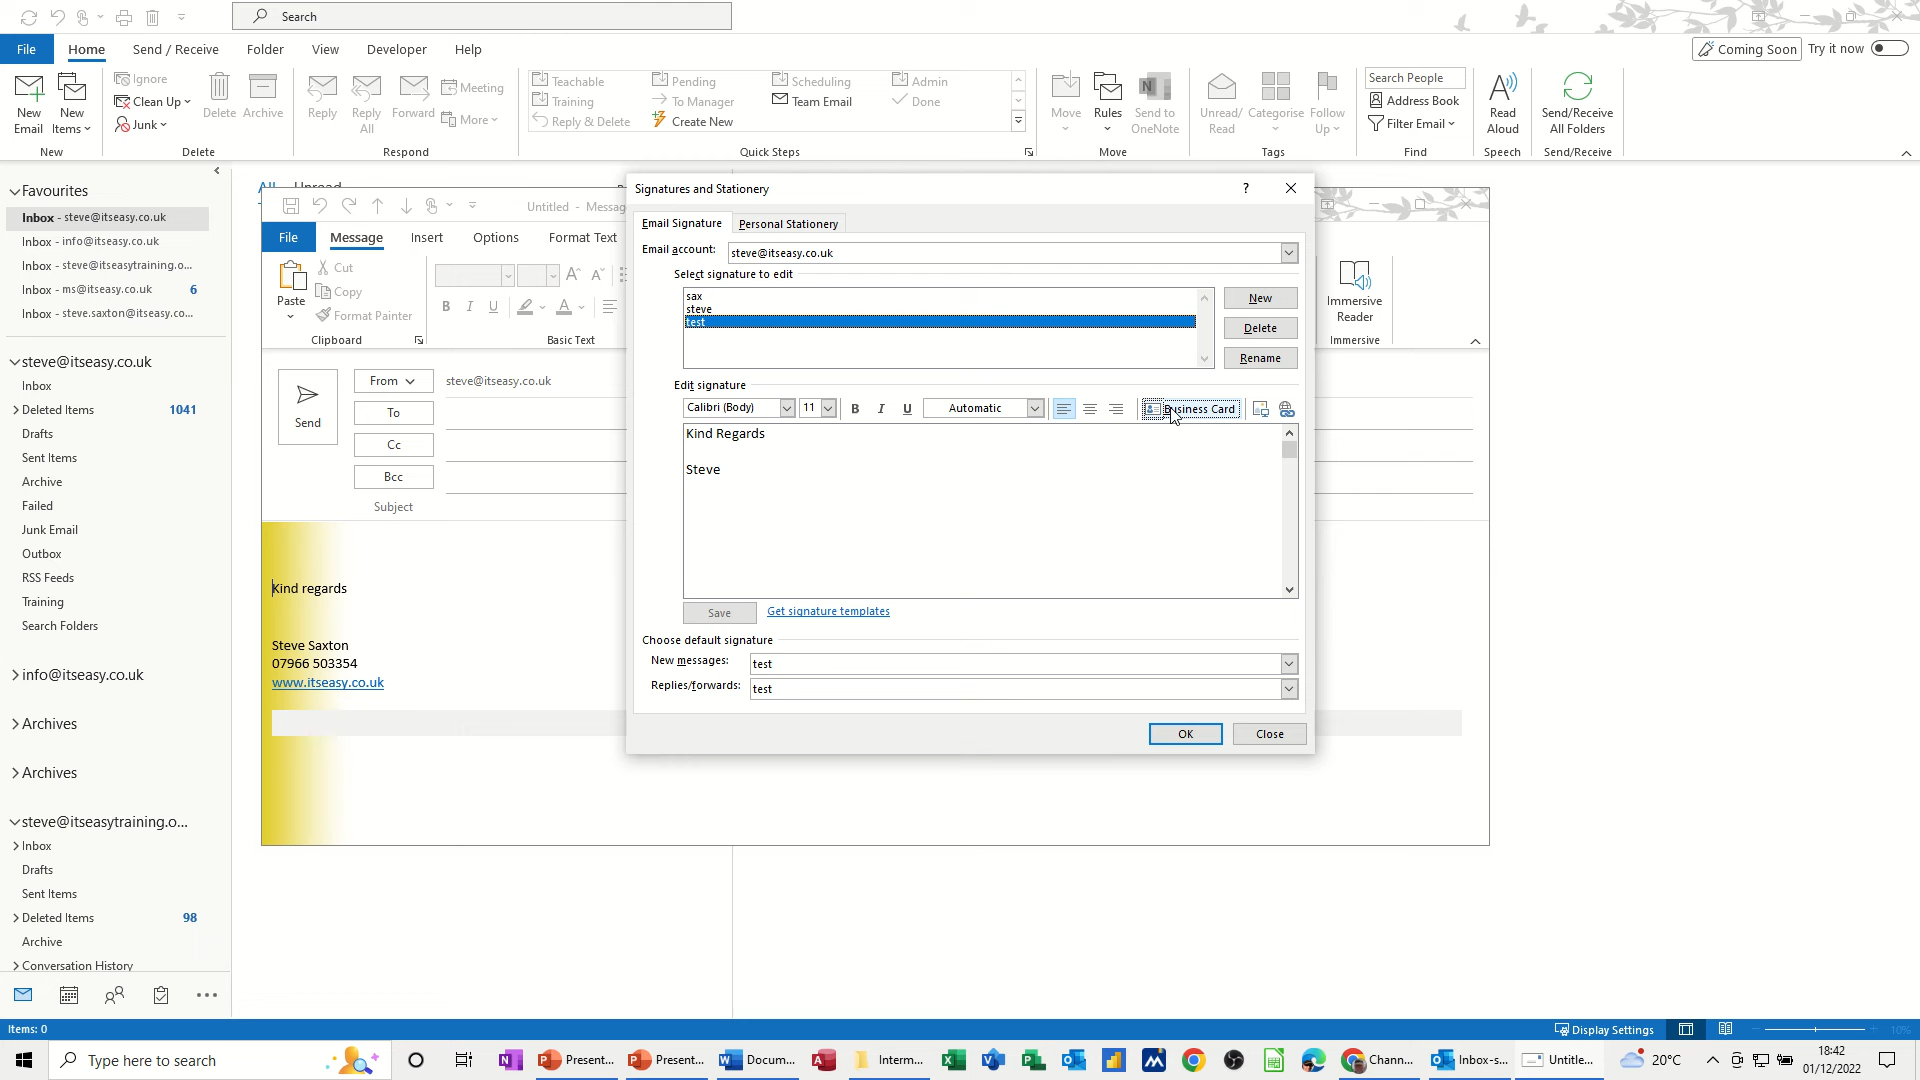 Search
File Home Send / Receive Folder View Developer Help
Coming Soon Try it now
New Email
New Items
Ignore
Clean Up
Junk
Delete
Archive
Reply
Reply All
Forward
Meeting
More
Teachable
Training
Reply & Delete
Pending
To Manager
Create New
Scheduling
Team Email
Admin
Done
Move
Rules
Send to OneNote
Unread/ Read
Categorise
Follow Up
Search People
Address Book
Filter Email
Read Aloud
Send/Receive All Folders
New Delete Respond Quick Steps Move Tags Find Speech Send/Receive
Favourites
Inbox - steve@itseasy.co.uk
Inbox - info@itseasy.co.uk
Inbox - steve@itseasytraining.o...
Inbox - ms@itseasy.co.uk 6
Inbox - steve.saxton@itseasy.co...
steve@itseasy.co.uk
Inbox
Deleted Items 1041
Drafts
Sent Items
Archive
Failed
Junk Email
Outbox
RSS Feeds
Training
Search Folders
info@itseasy.co.uk
Archives
Archives
steve@itseasytraining.o...
Inbox
Drafts
Sent Items
Deleted Items 98
Archive
Conversation History
All Unread
Untitled - Messa
File Message Insert Options Format Text
Paste
Cut
Copy
Format Painter
Clipboard
B I U
Basic Text
Immersive Reader
Immersive
Send
From steve@itseasy.co.uk
To
Cc
Bcc
Subject
Kind regards
Steve Saxton
07966 503354
www.itseasy.co.uk
Signatures and Stationery ?
Email Signature Personal Stationery
Email account: steve@itseasy.co.uk
Select signature to edit
sax
steve
test
New
Delete
Rename
Edit signature
Calibri (Body) 11 B I U Automatic Business Card
Kind Regards
Steve
Save Get signature templates
Choose default signature
New messages: test
Replies/forwards: test
OK Close
Items: 0 Display Settings 10%
Type here to search Present... Present... Docum... Interm... Chann... Inbox-s... Untitle... 20°C 18:42
01/12/2022